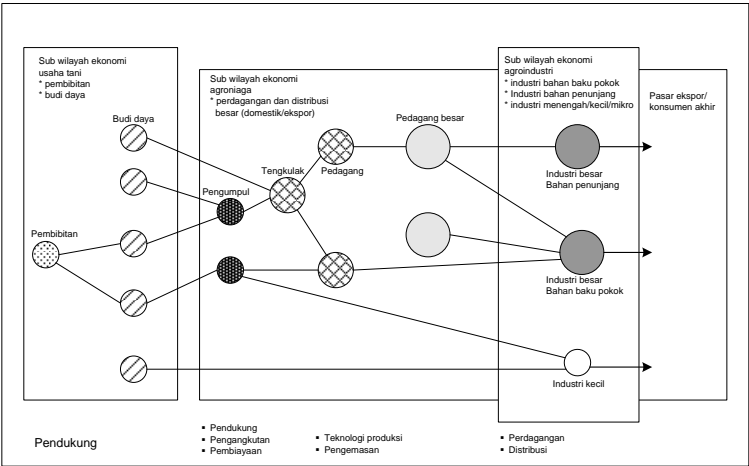 Sub wilayah ekonomi
usaha tani
* pembibitan
* budi daya
Budi daya
Pembibitan
Sub wilayah ekonomi
agroniaga
* perdagangan dan distribusi
besar (domestik/ekspor)
Pengumpul
Tengkulak
Pedagang
Pedagang besar
Sub wilayah ekonomi
agroindustri
* industri bahan baku pokok
* Industri bahan penunjang
* industri menengah/kecil/mikro
Industri besar
Bahan penunjang
Industri besar
Bahan baku pokok
Industri kecil
Pasar ekspor/
konsumen akhir
Pendukung
▪ Pendukung
▪ Pengangkutan
▪ Pembiayaan
▪ Teknologi produksi
▪ Pengemasan
▪ Perdagangan
▪ Distribusi